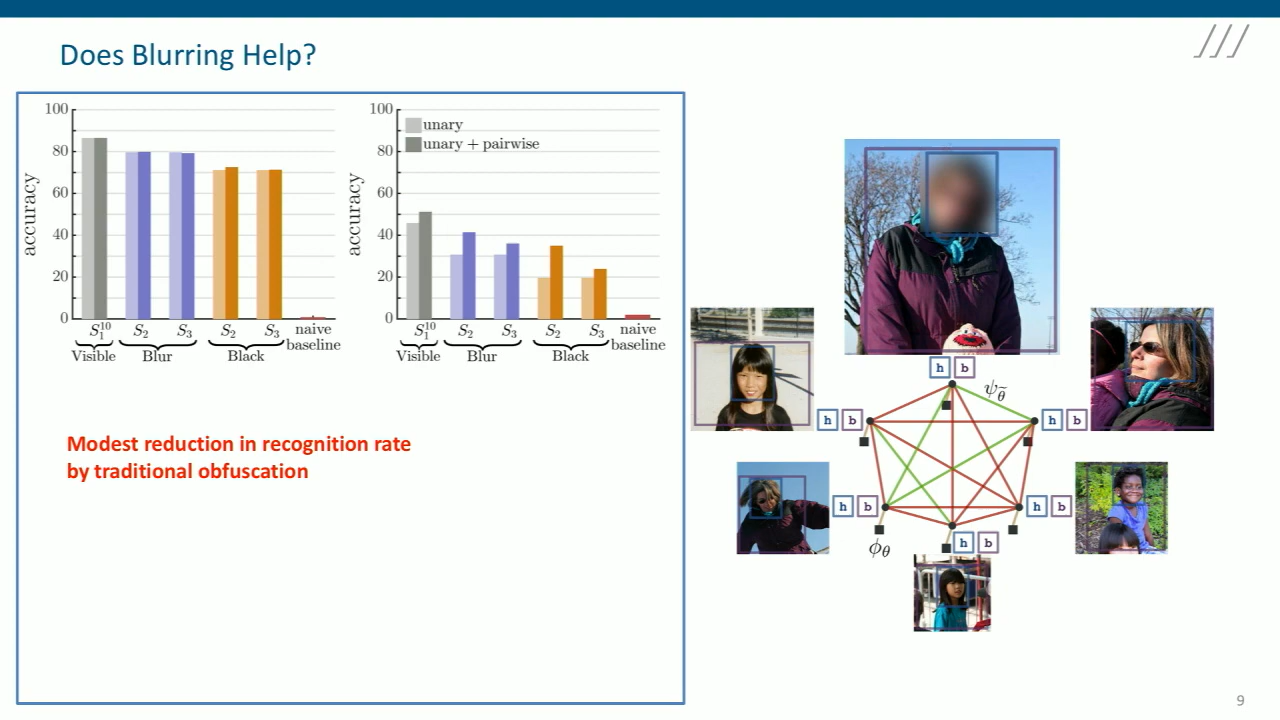 Does Blurring Help?
100
80
60
40
20
0
accuracy
S₁¹⁰ S₂ S₃ S₂ S₃ naive
Visible Blur Black baseline
100
80
60
40
20
0
accuracy
unary
unary + pairwise
S₁¹⁰ S₂ S₃ S₂ S₃ naive
Visible Blur Black baseline
Modest reduction in recognition rate
by traditional obfuscation
h b
ψ_θ̃
h b
h b
h b
h b
ϕ_θ
h b
9